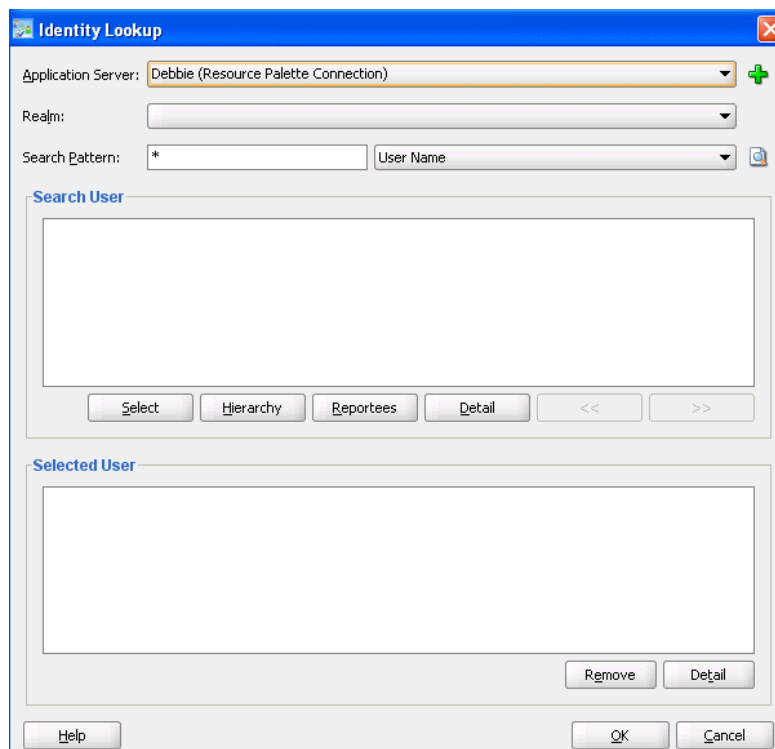 Identity Lookup
Application Server: Debbie (Resource Palette Connection)
Realm:
Search Pattern: * User Name
Search User
Select Hierarchy Reportees Detail << >>
Selected User
Remove Detail
Help OK Cancel